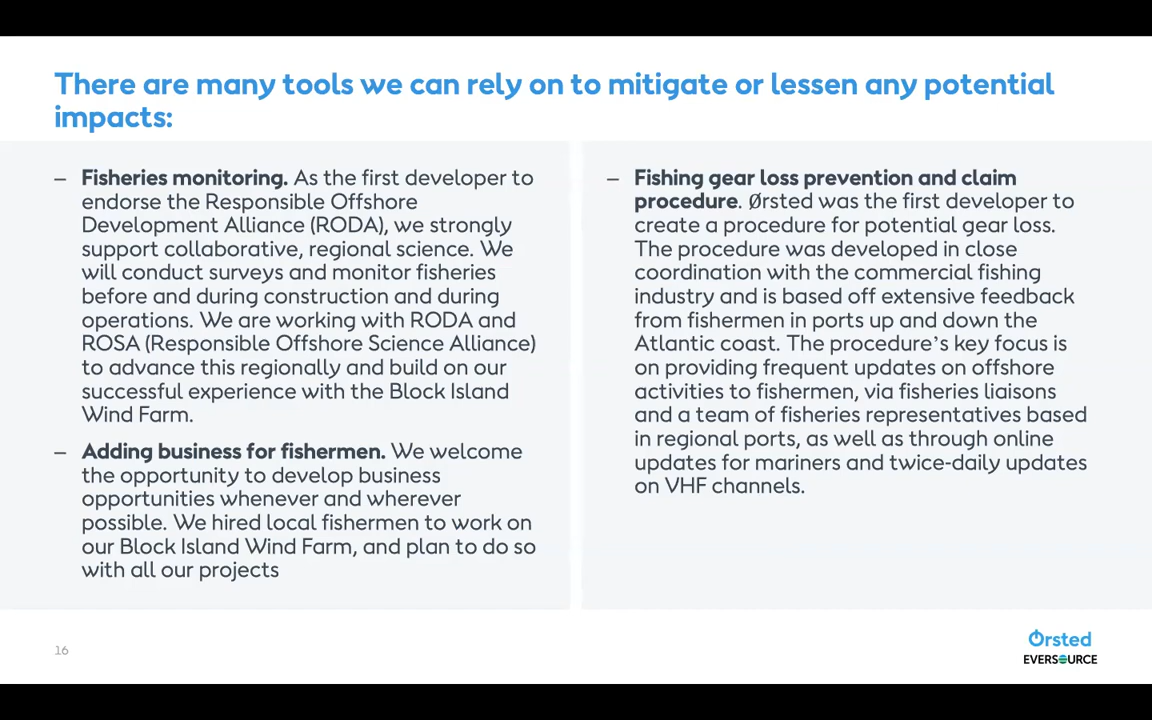 There are many tools we can rely on to mitigate or lessen any potential
impacts:
– Fisheries monitoring. As the first developer to
endorse the Responsible Offshore
Development Alliance (RODA), we strongly
support collaborative, regional science. We
will conduct surveys and monitor fisheries
before and during construction and during
operations. We are working with RODA and
ROSA (Responsible Offshore Science Alliance)
to advance this regionally and build on our
successful experience with the Block Island
Wind Farm.
– Adding business for fishermen. We welcome
the opportunity to develop business
opportunities whenever and wherever
possible. We hired local fishermen to work on
our Block Island Wind Farm, and plan to do so
with all our projects
– Fishing gear loss prevention and claim
procedure. Ørsted was the first developer to
create a procedure for potential gear loss.
The procedure was developed in close
coordination with the commercial fishing
industry and is based off extensive feedback
from fishermen in ports up and down the
Atlantic coast. The procedure's key focus is
on providing frequent updates on offshore
activities to fishermen, via fisheries liaisons
and a team of fisheries representatives based
in regional ports, as well as through online
updates for mariners and twice-daily updates
on VHF channels.
16
Ørsted
EVERSOURCE